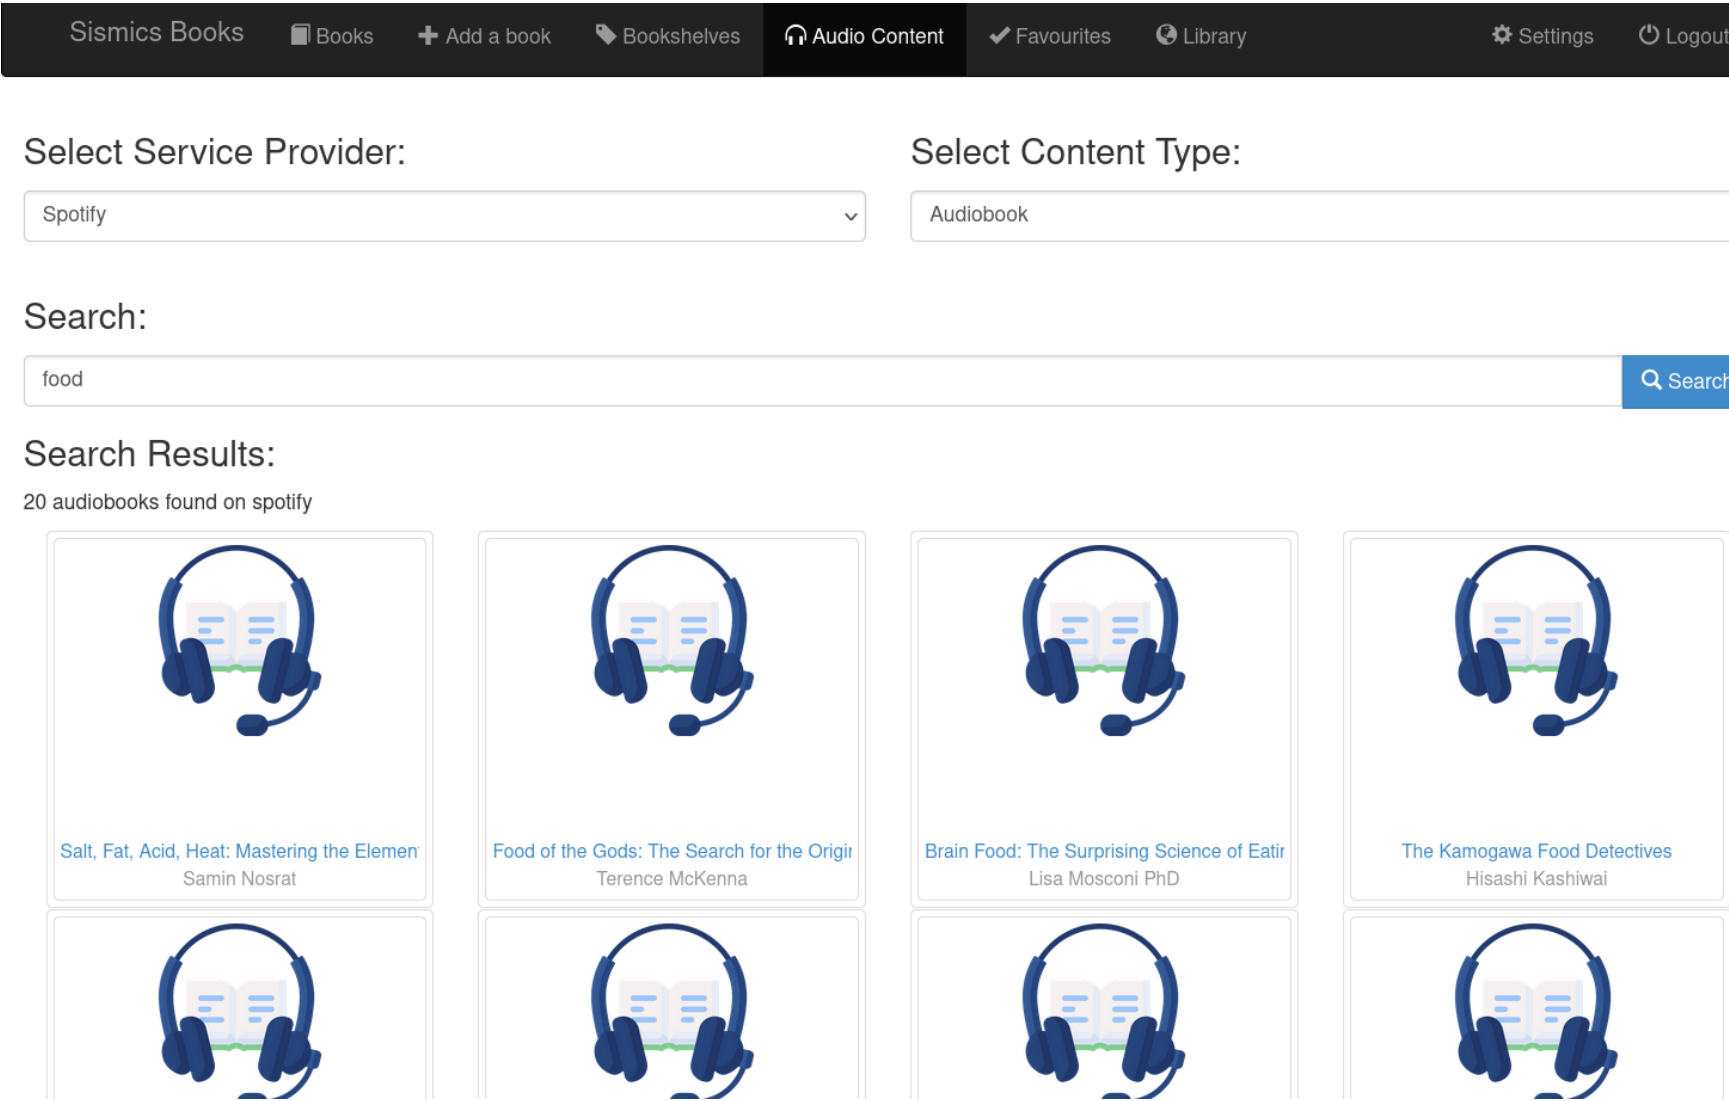 Sismics Books Books Add a book Bookshelves Audio Content Favourites Library Settings Logout
Select Service Provider: Select Content Type:
Spotify Audiobook
Search:
food Search
Search Results:
20 audiobooks found on spotify
Salt, Fat, Acid, Heat: Mastering the Element Food of the Gods: The Search for the Origin Brain Food: The Surprising Science of Eatin The Kamogawa Food Detectives
Samin Nosrat Terence McKenna Lisa Mosconi PhD Hisashi Kashiwai